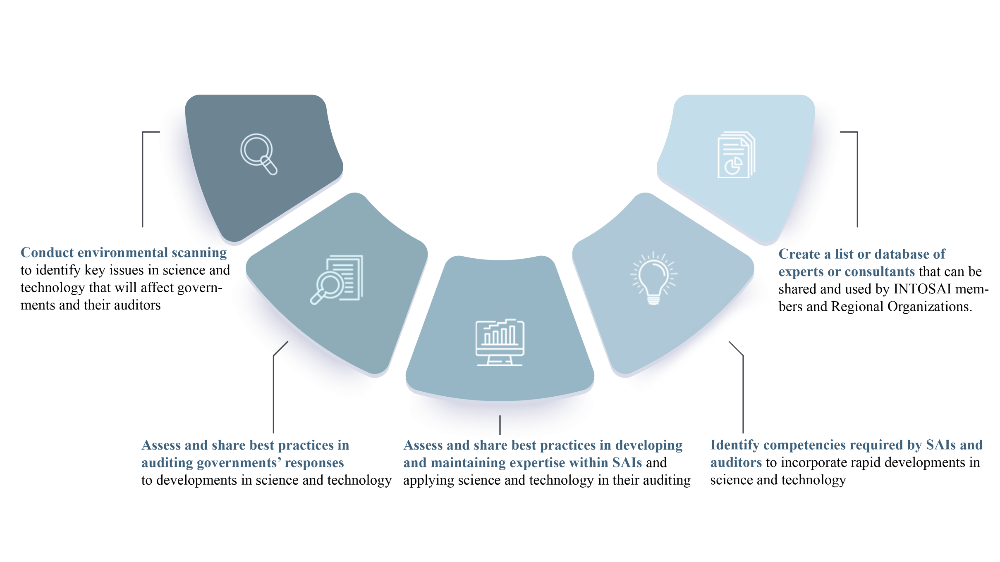 Conduct environmental scanning
to identify key issues in science and
technology that will affect govern-
ments and their auditors
Assess and share best practices in
auditing governments’ responses
to developments in science and technology
Assess and share best practices in developing
and maintaining expertise within SAIs and
applying science and technology in their auditing
Identify competencies required by SAIs and
auditors to incorporate rapid developments in
science and technology
Create a list or database of
experts or consultants that can be
shared and used by INTOSAI mem-
bers and Regional Organizations.